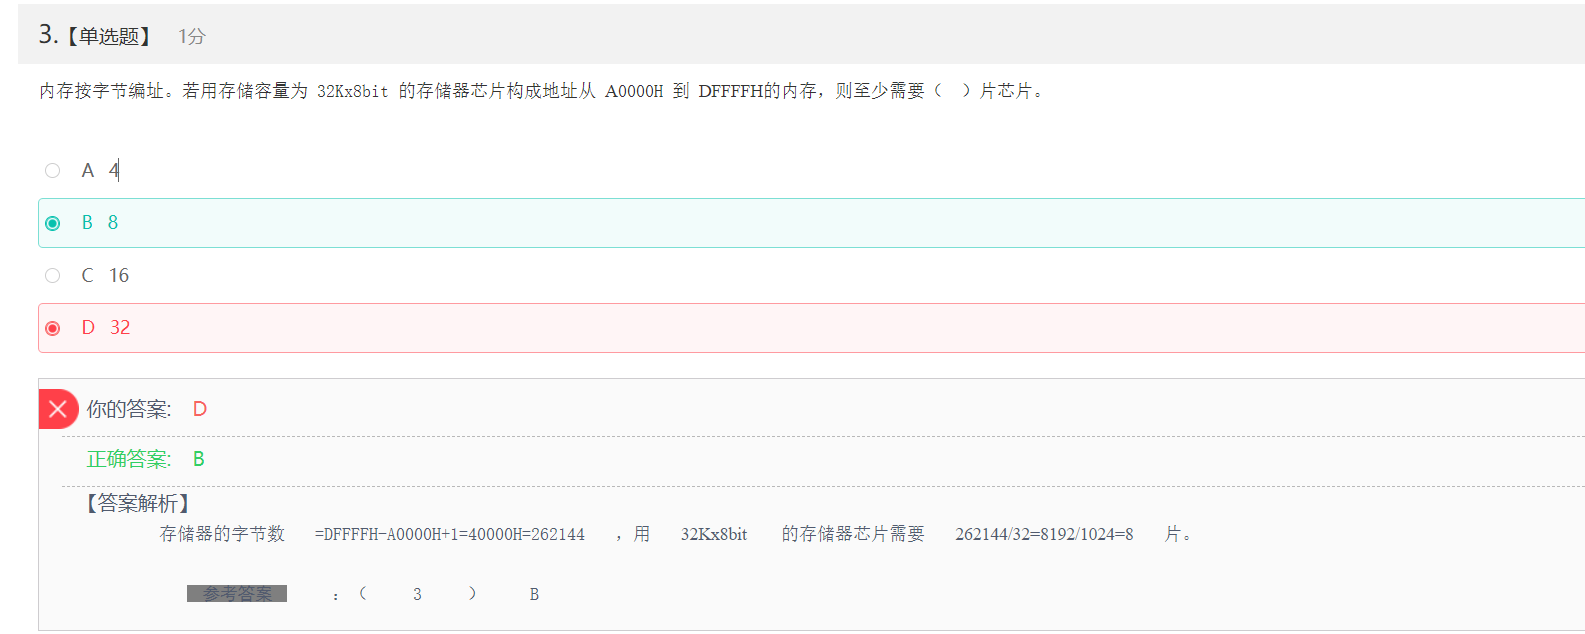 3.【单选题】 1分
内存按字节编址。若用存储容量为 32Kx8bit 的存储器芯片构成地址从 A0000H 到 DFFFFH的内存，则至少需要（ ）片芯片。
A 4
B 8
C 16
D 32
你的答案: D
正确答案: B
【答案解析】
存储器的字节数 =DFFFFH-A0000H+1=40000H=262144 ，用 32Kx8bit 的存储器芯片需要 262144/32=8192/1024=8 片。
参考答案 ：（ 3 ） B